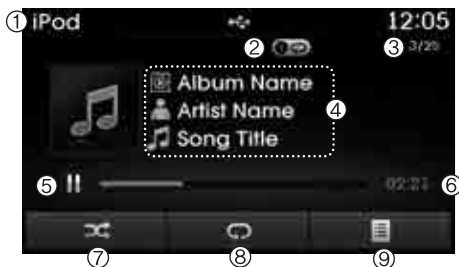 ① iPod 12:05
② ③ 3/25
Album Name
Artist Name ④
Song Title
⑤ 02:27 ⑥
⑦ ⑧ ⑨